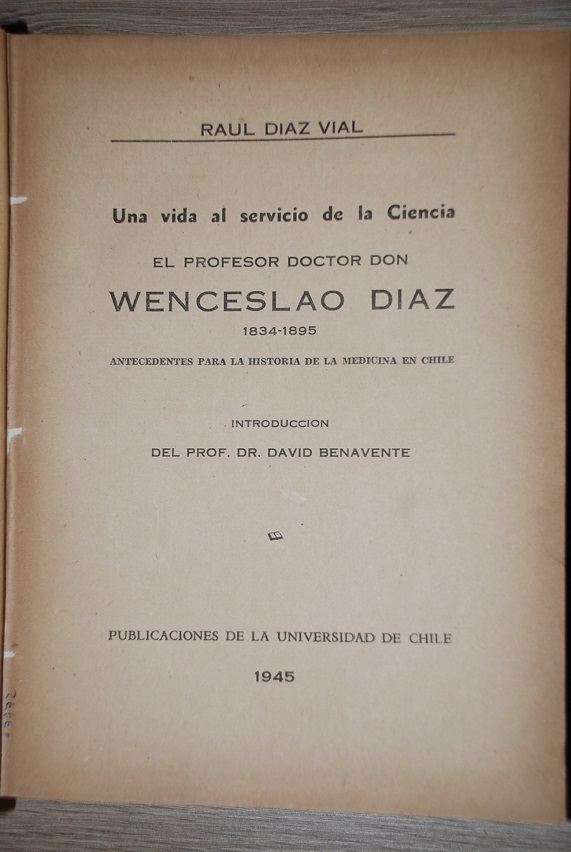 RAUL DIAZ VIAL
Una vida al servicio de la Ciencia
EL PROFESOR DOCTOR DON
WENCESLAO DIAZ
1834-1895
ANTECEDENTES PARA LA HISTORIA DE LA MEDICINA EN CHILE
INTRODUCCION
DEL PROF. DR. DAVID BENAVENTE
PUBLICACIONES DE LA UNIVERSIDAD DE CHILE
1945